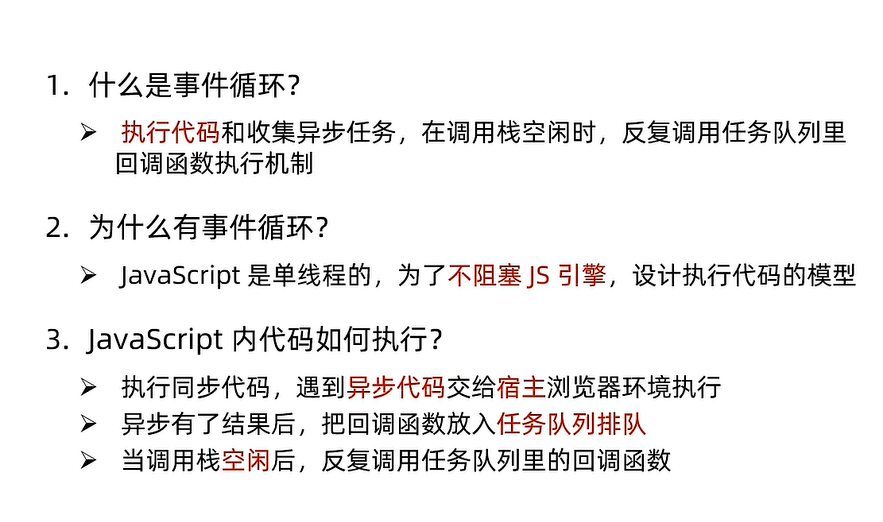 1. 什么是事件循环？
➢ 执行代码和收集异步任务，在调用栈空闲时，反复调用任务队列里
回调函数执行机制
2. 为什么有事件循环？
➢ JavaScript 是单线程的，为了不阻塞 JS 引擎，设计执行代码的模型
3. JavaScript 内代码如何执行？
➢ 执行同步代码，遇到异步代码交给宿主浏览器环境执行
➢ 异步有了结果后，把回调函数放入任务队列排队
➢ 当调用栈空闲后，反复调用任务队列里的回调函数